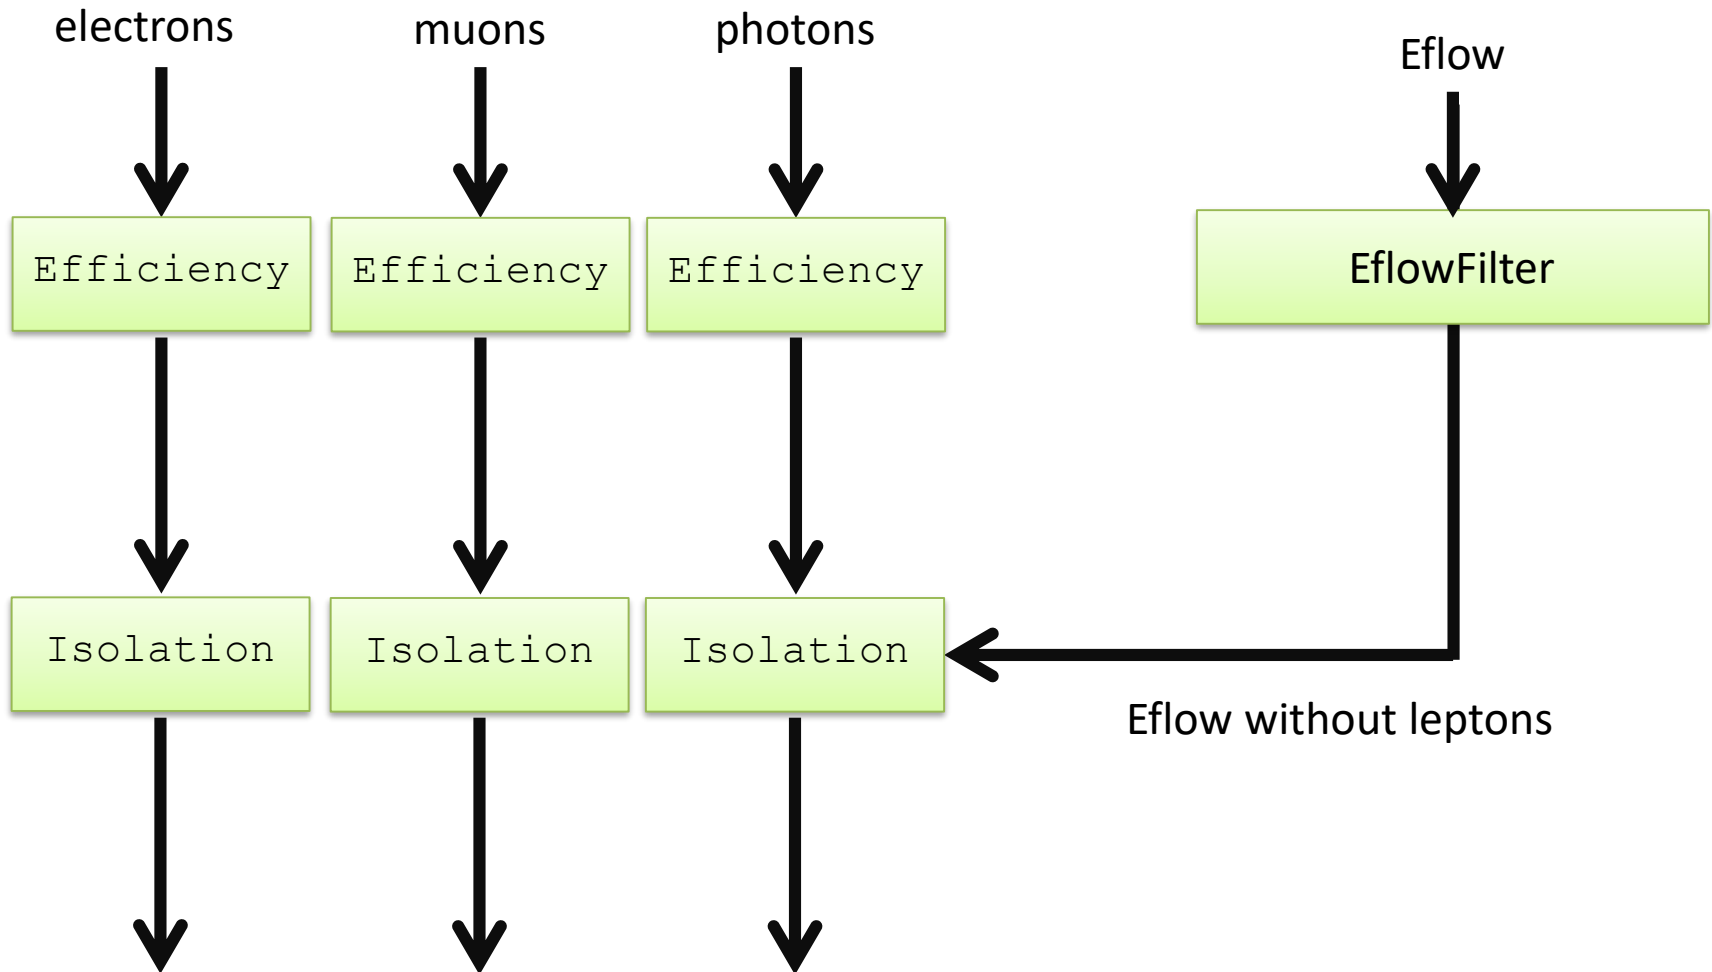 electrons
muons
photons
Eflow
Efficiency
Efficiency
Efficiency
EflowFilter
Isolation
Isolation
Isolation
Eflow without leptons